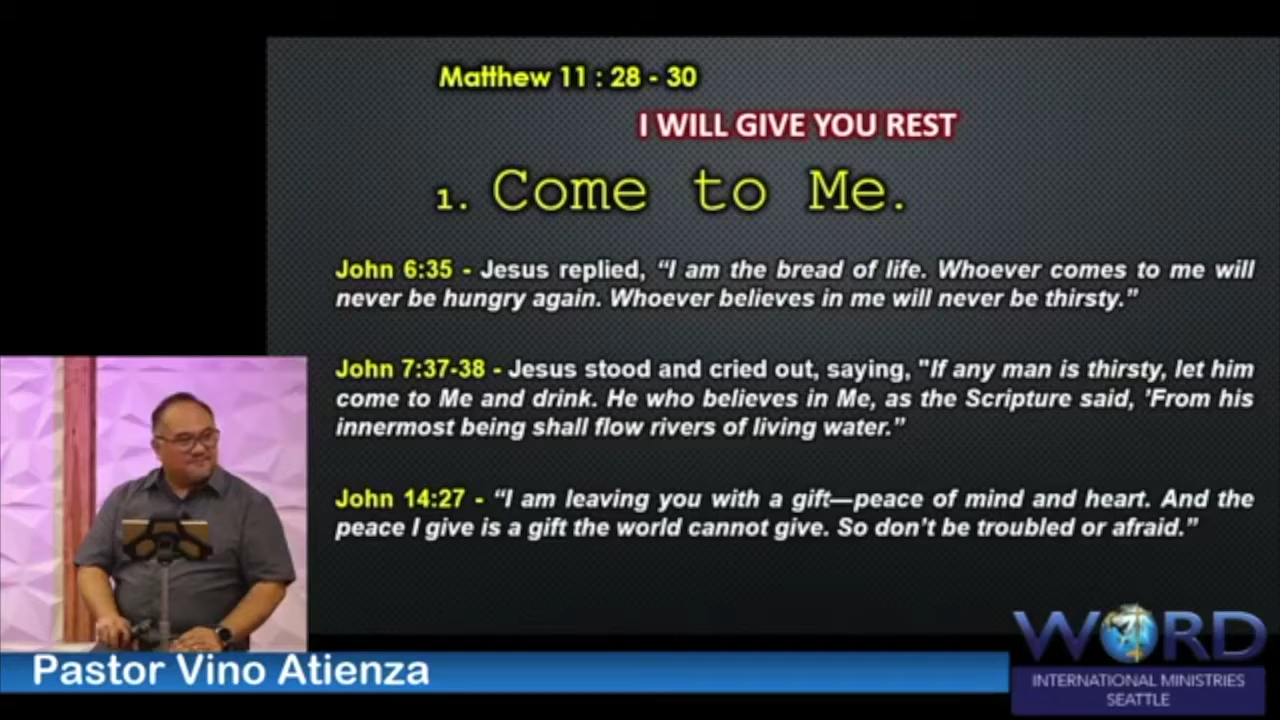 Matthew 11 : 28 - 30
I WILL GIVE YOU REST
1. Come to Me.
John 6:35 - Jesus replied, “I am the bread of life. Whoever comes to me will
never be hungry again. Whoever believes in me will never be thirsty.”
John 7:37-38 - Jesus stood and cried out, saying, "If any man is thirsty, let him
come to Me and drink. He who believes in Me, as the Scripture said, 'From his
innermost being shall flow rivers of living water.”
John 14:27 - “I am leaving you with a gift—peace of mind and heart. And the
peace I give is a gift the world cannot give. So don’t be troubled or afraid.”
Pastor Vino Atienza
WORD
INTERNATIONAL MINISTRIES
SEATTLE